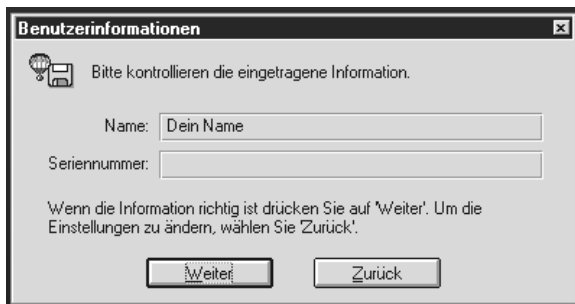 Benutzerinformationen
Bitte kontrollieren die eingetragene Information.
Name: Dein Name
Seriennummer:
Wenn die Information richtig ist drücken Sie auf 'Weiter'. Um die
Einstellungen zu ändern, wählen Sie 'Zurück'.
Weiter Zurück